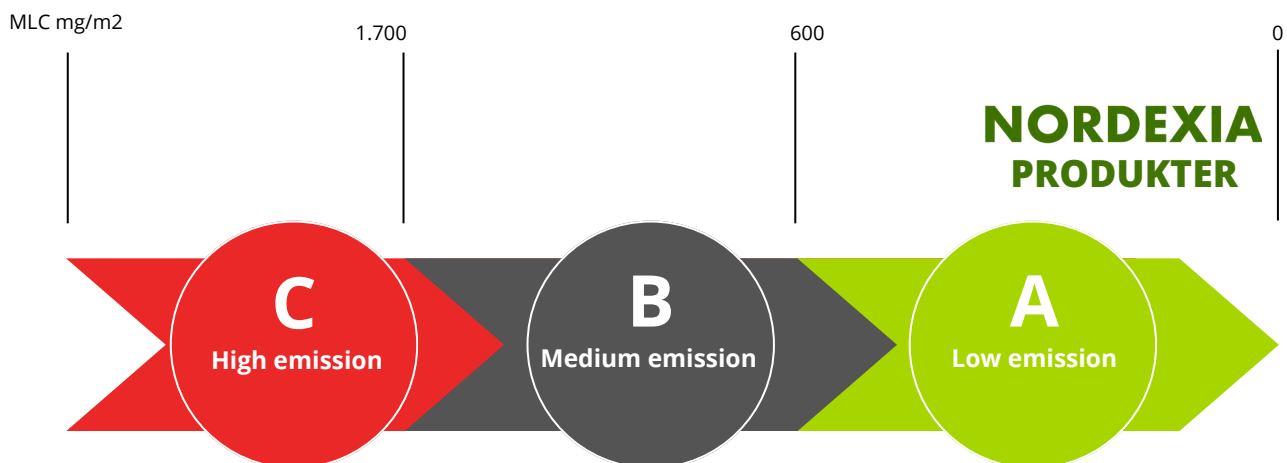 MLC mg/m2
1.700
600
0
NORDEXIA
PRODUKTER
C
High emission
B
Medium emission
A
Low emission